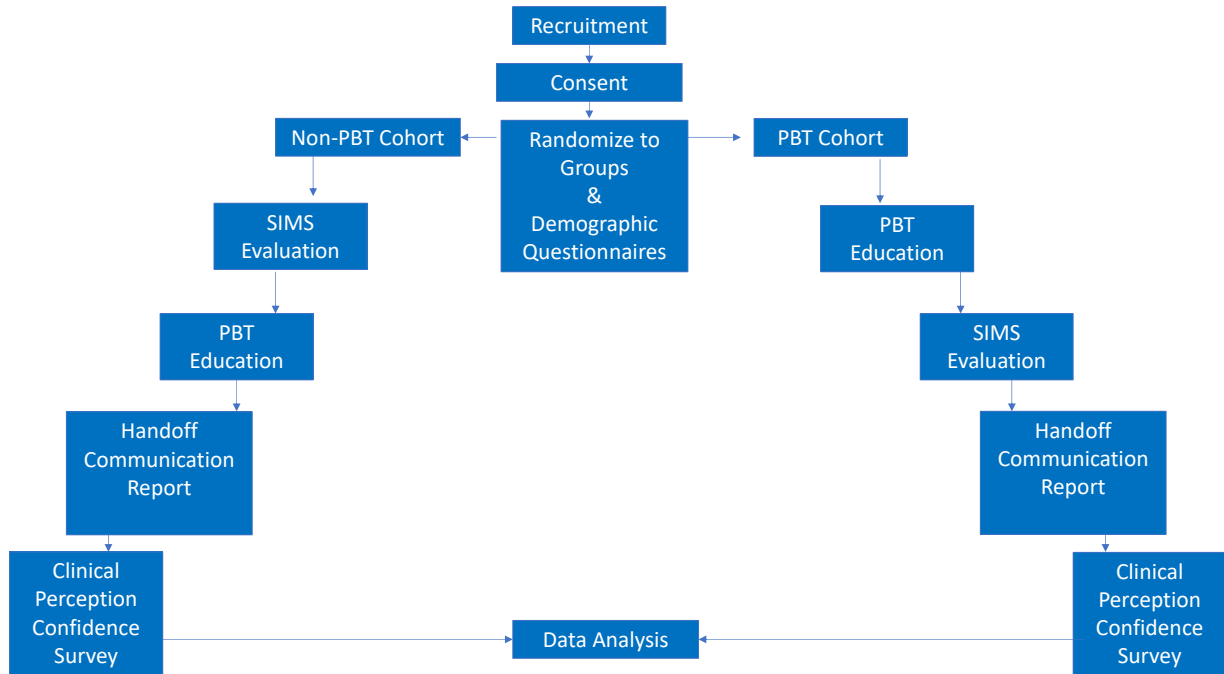 Recruitment
Consent
Non-PBT Cohort
Randomize to
Groups
&
Demographic
Questionnaires
PBT Cohort
SIMS
Evaluation
PBT
Education
PBT
Education
SIMS
Evaluation
Handoff
Communication
Report
Handoff
Communication
Report
Clinical
Perception
Confidence
Survey
Data Analysis
Clinical
Perception
Confidence
Survey